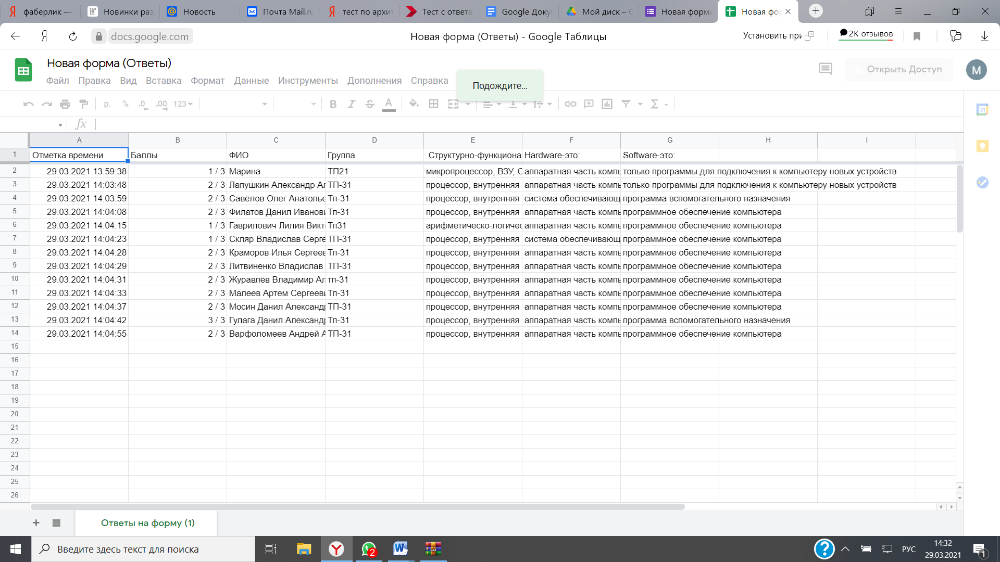 фаберлик — Новинки раз Новость Почта Mail.ru тест по архит Тест с ответа Google Доку Мой диск – G Новая форма Новая фор
docs.google.com Новая форма (Ответы) - Google Таблицы Установить при 2К отзывов
Новая форма (Ответы)
Файл Правка Вид Вставка Формат Данные Инструменты Дополнения Справка
Подождите...
Открыть Доступ М
р. % .0 .00 123
fx
A B C D E F G H I
1 Отметка времени Баллы ФИО Группа Структурно-функциона Hardware-это: Software-это:
2 29.03.2021 13:59:38 1 / 3 Марина ТП21 микропроцессор, ВЗУ, С аппаратная часть компь только программы для подключения к компьютеру новых устройств
3 29.03.2021 14:03:48 2 / 3 Лапушкин Александр Ал ТП-31 процессор, внутренняя аппаратная часть компь только программы для подключения к компьютеру новых устройств
4 29.03.2021 14:03:59 2 / 3 Савёлов Олег Анатолье Тп-31 процессор, внутренняя система обеспечивающ программа вспомогательного назначения
5 29.03.2021 14:04:08 2 / 3 Филатов Данил Иванови Тп-31 процессор, внутренняя аппаратная часть компь программное обеспечение компьютера
6 29.03.2021 14:04:15 1 / 3 Гаврилович Лилия Викт Тп31 арифметическо-логичес аппаратная часть компь программное обеспечение компьютера
7 29.03.2021 14:04:23 1 / 3 Скляр Владислав Серге ТП-31 процессор, внутренняя система обеспечивающ программное обеспечение компьютера
8 29.03.2021 14:04:28 2 / 3 Краморов Илья Сергеев Тп-31 процессор, внутренняя аппаратная часть компь программное обеспечение компьютера
9 29.03.2021 14:04:29 2 / 3 Литвиненко Владислав ТП-31 процессор, внутренняя аппаратная часть компь программное обеспечение компьютера
10 29.03.2021 14:04:31 2 / 3 Журавлёв Владимир Ал тп-31 процессор, внутренняя аппаратная часть компь программное обеспечение компьютера
11 29.03.2021 14:04:33 2 / 3 Малеев Артем Сергееви Тп-31 процессор, внутренняя аппаратная часть компь программное обеспечение компьютера
12 29.03.2021 14:04:37 2 / 3 Мосин Данил Александр ТП-31 процессор, внутренняя аппаратная часть компь программное обеспечение компьютера
13 29.03.2021 14:04:42 3 / 3 Гулага Данил Александр Тп-31 процессор, внутренняя аппаратная часть компь программа вспомогательного назначения
14 29.03.2021 14:04:55 2 / 3 Варфоломеев Андрей А ТП-31 процессор, внутренняя аппаратная часть компь программное обеспечение компьютера
15
16
17
18
19
20
21
22
23
24
25
26
Ответы на форму (1)
Введите здесь текст для поиска 2 РУС 14:32
29.03.2021 1